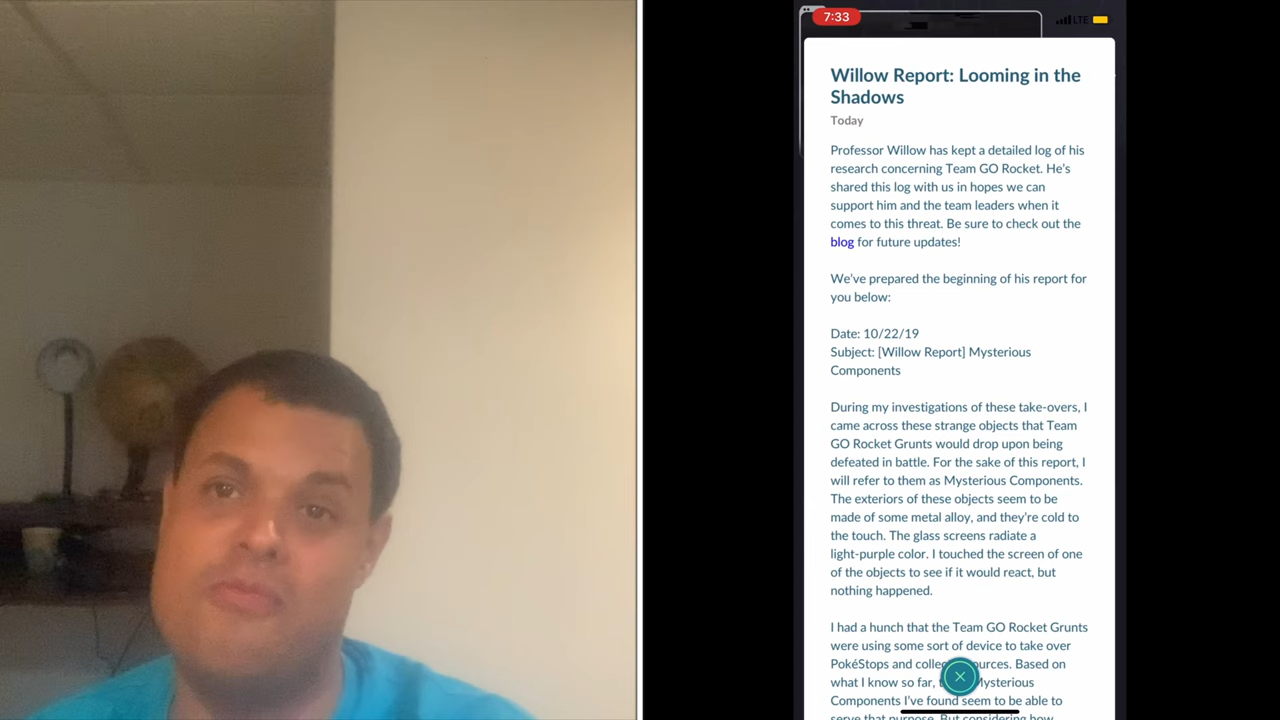 7:33
LTE
Willow Report: Looming in the
Shadows
Today
Professor Willow has kept a detailed log of his
research concerning Team GO Rocket. He's
shared this log with us in hopes we can
support him and the team leaders when it
comes to this threat. Be sure to check out the
blog for future updates!
We've prepared the beginning of his report for
you below:
Date: 10/22/19
Subject: [Willow Report] Mysterious
Components
During my investigations of these take-overs, I
came across these strange objects that Team
GO Rocket Grunts would drop upon being
defeated in battle. For the sake of this report, I
will refer to them as Mysterious Components.
The exteriors of these objects seem to be
made of some metal alloy, and they're cold to
the touch. The glass screens radiate a
light-purple color. I touched the screen of one
of the objects to see if it would react, but
nothing happened.
I had a hunch that the Team GO Rocket Grunts
were using some sort of device to take over
PokéStops and
what I know so far,
Components I've found seem to be able to
serve that purpose. But considering how